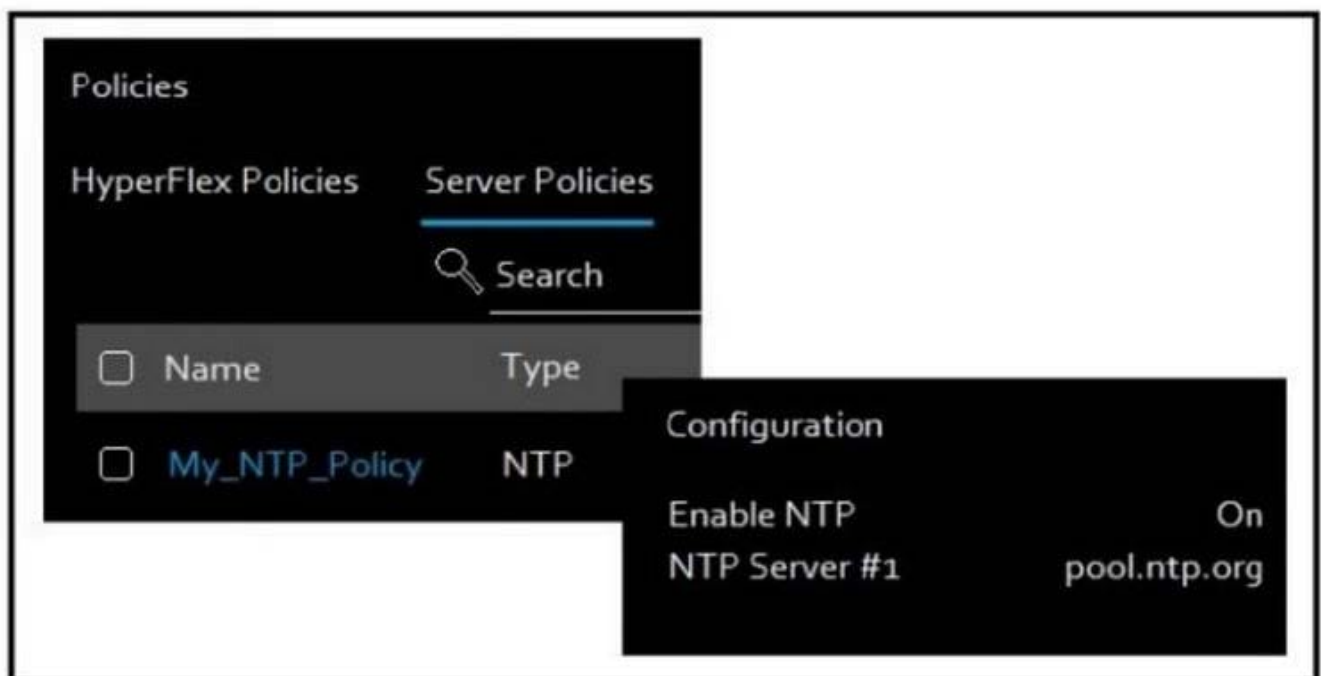 Policies
HyperFlex Policies Server Policies
Search
Name Type
My_NTP_Policy NTP
Configuration
Enable NTP On
NTP Server #1 pool.ntp.org